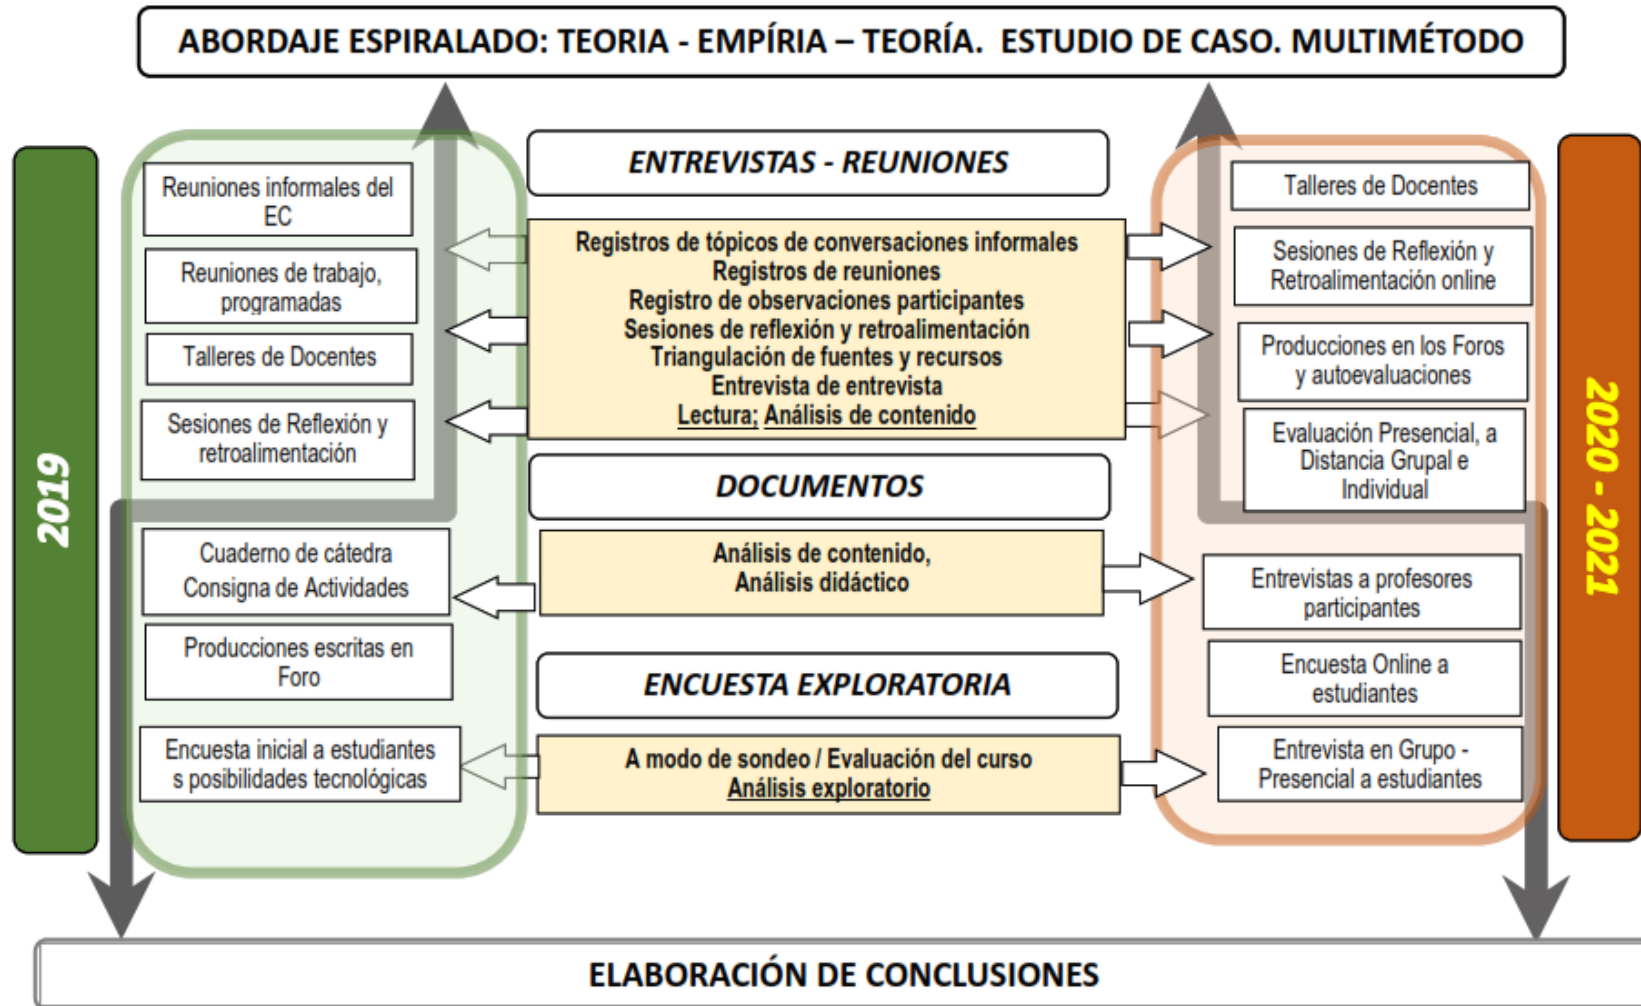 ABORDAJE ESPIRALADO: TEORIA - EMPÍRIA – TEORÍA. ESTUDIO DE CASO. MULTIMÉTODO
2019
Reuniones informales del
EC
Reuniones de trabajo,
programadas
Talleres de Docentes
Sesiones de Reflexión y
retroalimentación
Cuaderno de cátedra
Consigna de Actividades
Producciones escritas en
Foro
Encuesta inicial a estudiantes
s posibilidades tecnológicas
ENTREVISTAS - REUNIONES
Registros de tópicos de conversaciones informales
Registros de reuniones
Registro de observaciones participantes
Sesiones de reflexión y retroalimentación
Triangulación de fuentes y recursos
Entrevista de entrevista
Lectura; Análisis de contenido
DOCUMENTOS
Análisis de contenido,
Análisis didáctico
ENCUESTA EXPLORATORIA
A modo de sondeo / Evaluación del curso
Análisis exploratorio
Talleres de Docentes
Sesiones de Reflexión y
Retroalimentación online
Producciones en los Foros
y autoevaluaciones
Evaluación Presencial, a
Distancia Grupal e
Individual
Entrevistas a profesores
participantes
Encuesta Online a
estudiantes
Entrevista en Grupo -
Presencial a estudiantes
2020 - 2021
ELABORACIÓN DE CONCLUSIONES